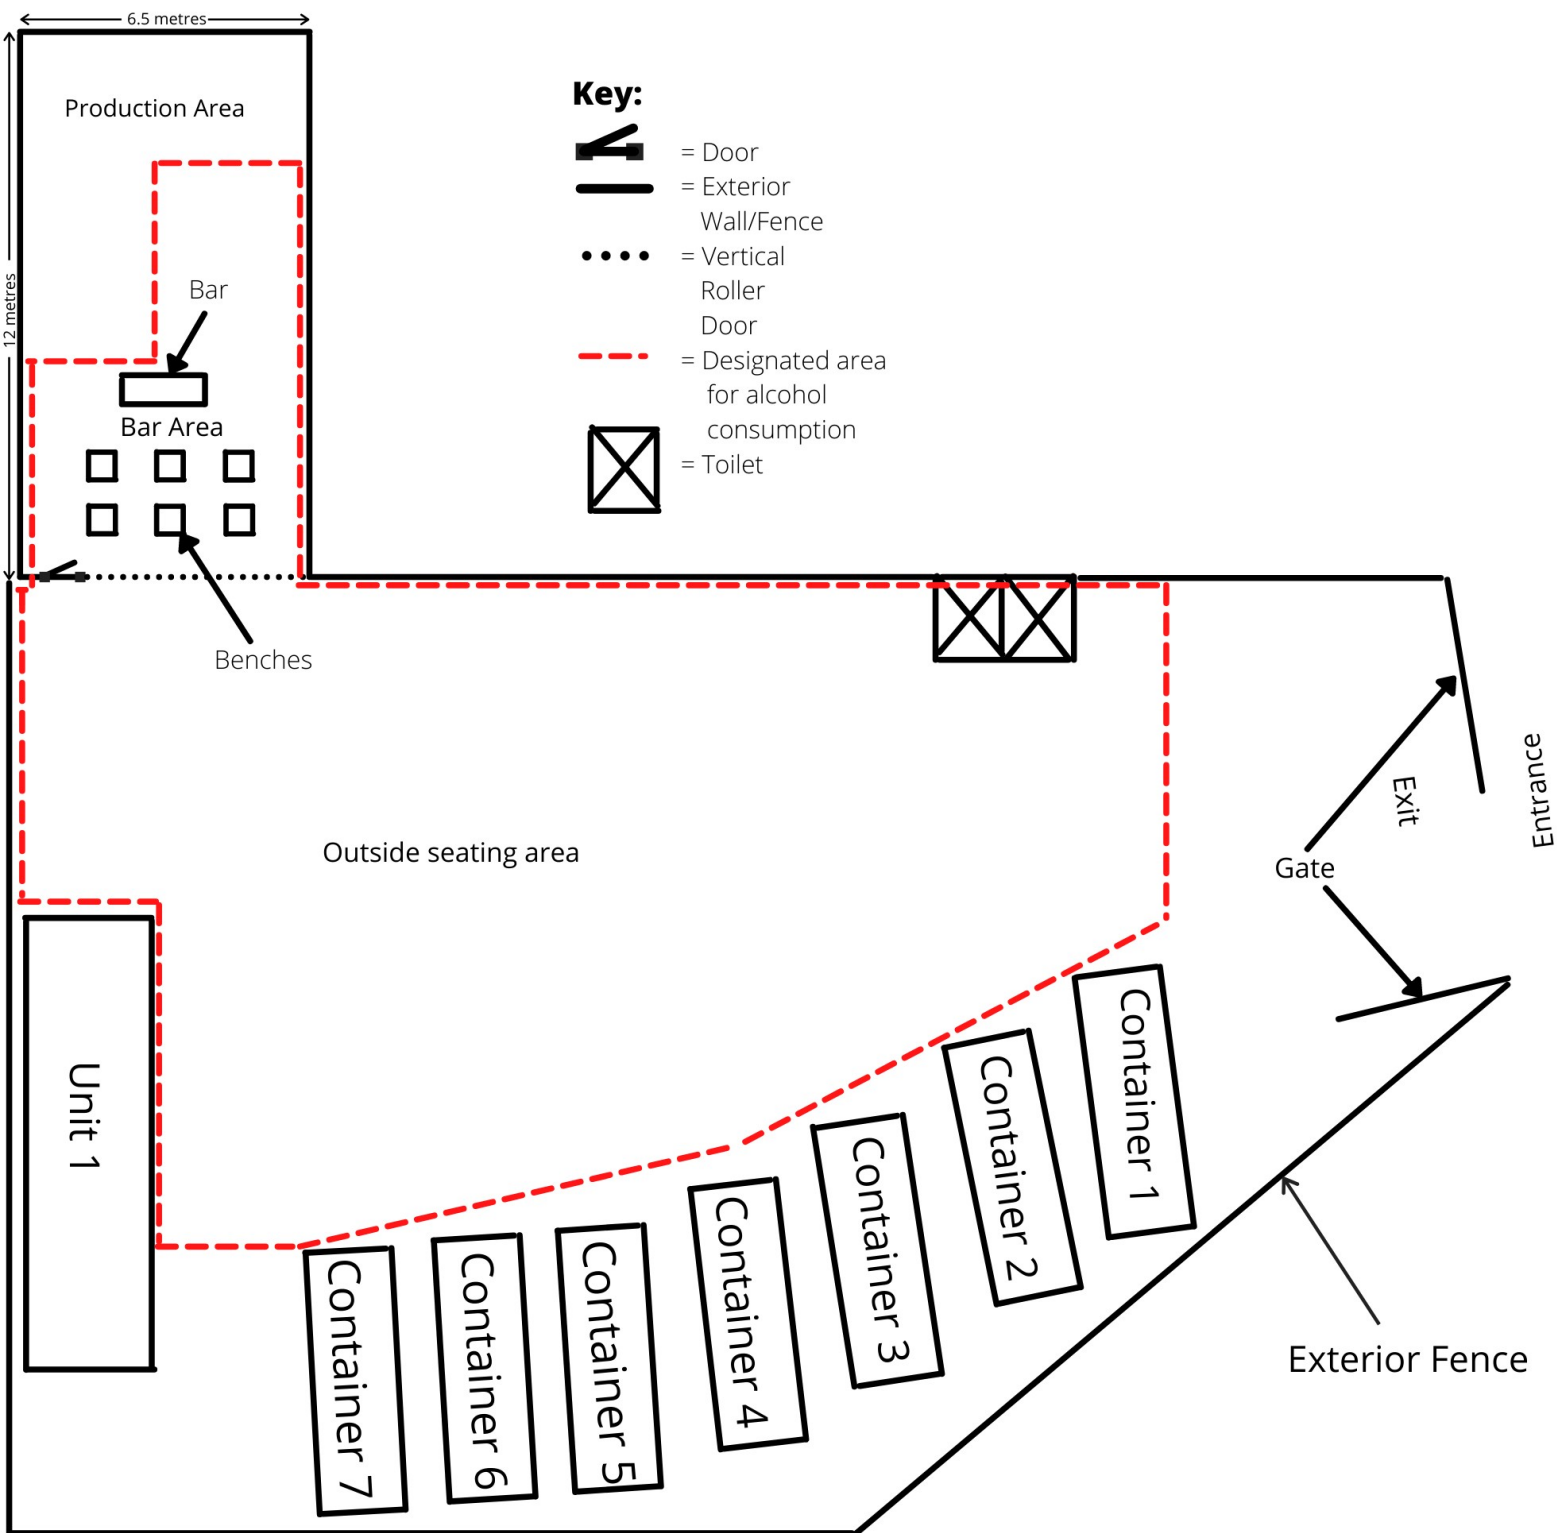 6.5 metres
12 metres
Production Area
Bar
Bar Area
Benches
Key:
= Door
= Exterior
Wall/Fence
= Vertical
Roller
Door
= Designated area
for alcohol
consumption
= Toilet
Outside seating area
Exit
Entrance
Gate
Unit 1
Container 1
Container 2
Container 3
Container 4
Container 5
Container 6
Container 7
Exterior Fence